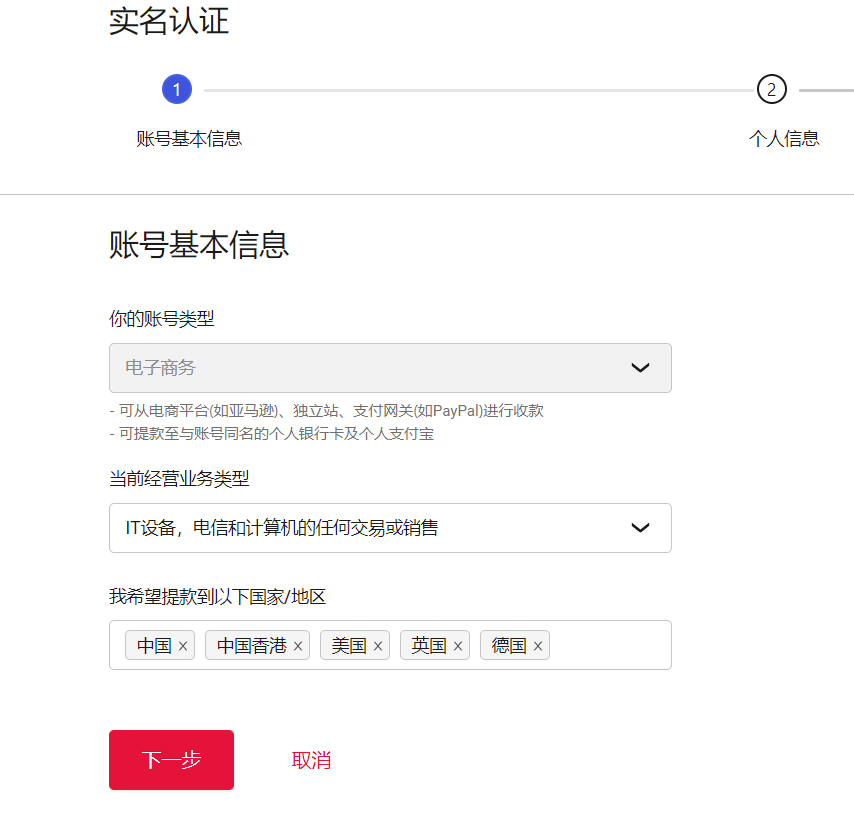 实名认证
1
2
账号基本信息
个人信息
账号基本信息
你的账号类型
电子商务
- 可从电商平台(如亚马逊)、独立站、支付网关(如PayPal)进行收款
- 可提款至与账号同名的个人银行卡及个人支付宝
当前经营业务类型
IT设备，电信和计算机的任何交易或销售
我希望提款到以下国家/地区
中国 × 中国香港 × 美国 × 英国 × 德国 ×
下一步 取消